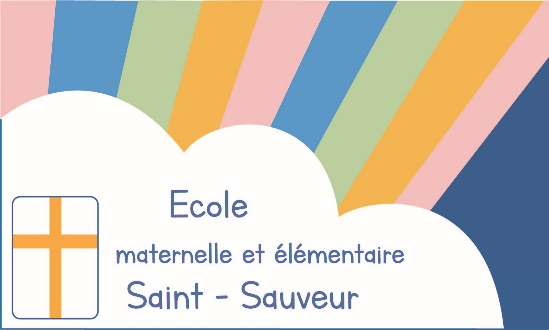 Ecole
maternelle et élémentaire
Saint - Sauveur